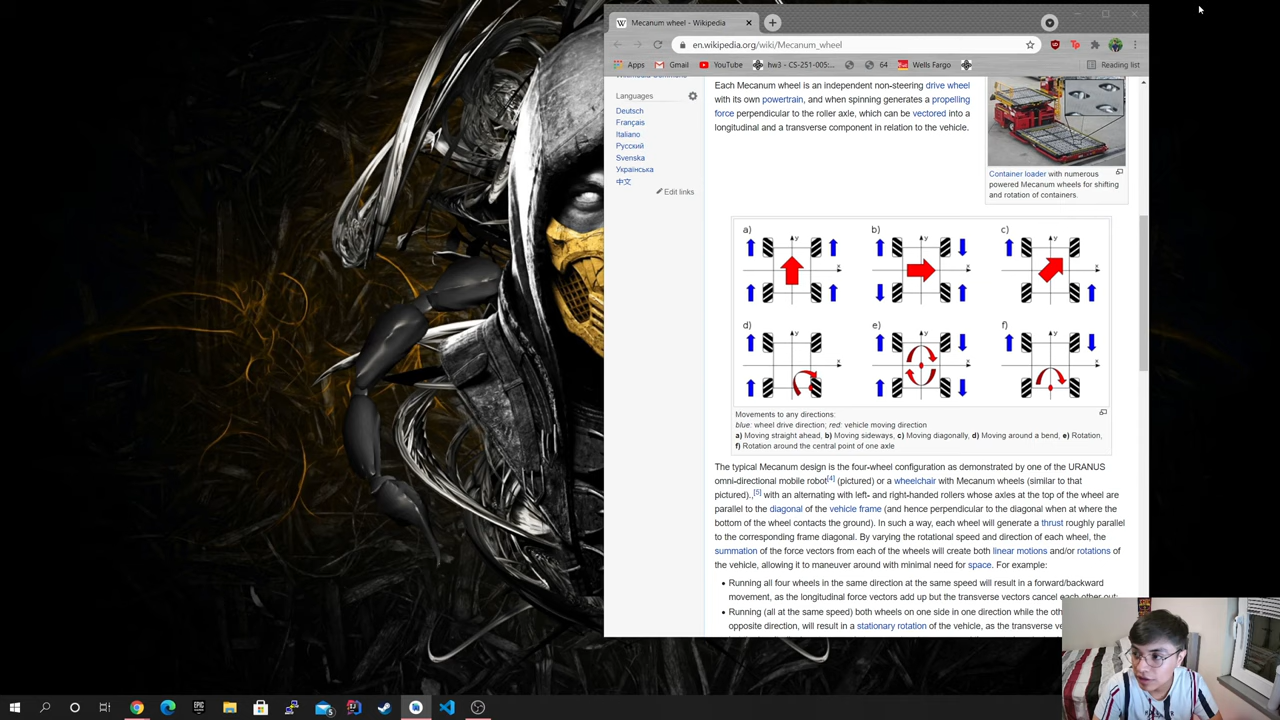 Mecanum wheel - Wikipedia
en.wikipedia.org/wiki/Mecanum_wheel
Apps Gmail YouTube hw3 - CS-251-005:... 64 Wells Fargo Reading list
Languages
Deutsch
Français
Italiano
Русский
Svenska
Українська
中文
Edit links
Each Mecanum wheel is an independent non-steering drive wheel
with its own powertrain, and when spinning generates a propelling
force perpendicular to the roller axle, which can be vectored into a
longitudinal and a transverse component in relation to the vehicle.
Container loader with numerous
powered Mecanum wheels for shifting
and rotation of containers.
a) b) c)
y y y
x x x
d) e) f)
y y y
x x x
Movements to any directions:
blue: wheel drive direction; red: vehicle moving direction
a) Moving straight ahead, b) Moving sideways, c) Moving diagonally, d) Moving around a bend, e) Rotation,
f) Rotation around the central point of one axle
The typical Mecanum design is the four-wheel configuration as demonstrated by one of the URANUS
omni-directional mobile robot[4] (pictured) or a wheelchair with Mecanum wheels (similar to that
pictured).,[5] with an alternating with left- and right-handed rollers whose axles at the top of the wheel are
parallel to the diagonal of the vehicle frame (and hence perpendicular to the diagonal when at where the
bottom of the wheel contacts the ground). In such a way, each wheel will generate a thrust roughly parallel
to the corresponding frame diagonal. By varying the rotational speed and direction of each wheel, the
summation of the force vectors from each of the wheels will create both linear motions and/or rotations of
the vehicle, allowing it to maneuver around with minimal need for space. For example:
Running all four wheels in the same direction at the same speed will result in a forward/backward
movement, as the longitudinal force vectors add up but the transverse vectors cancel each other out;
Running (all at the same speed) both wheels on one side in one direction while the
opposite direction, will result in a stationary rotation of the vehicle, as the transverse